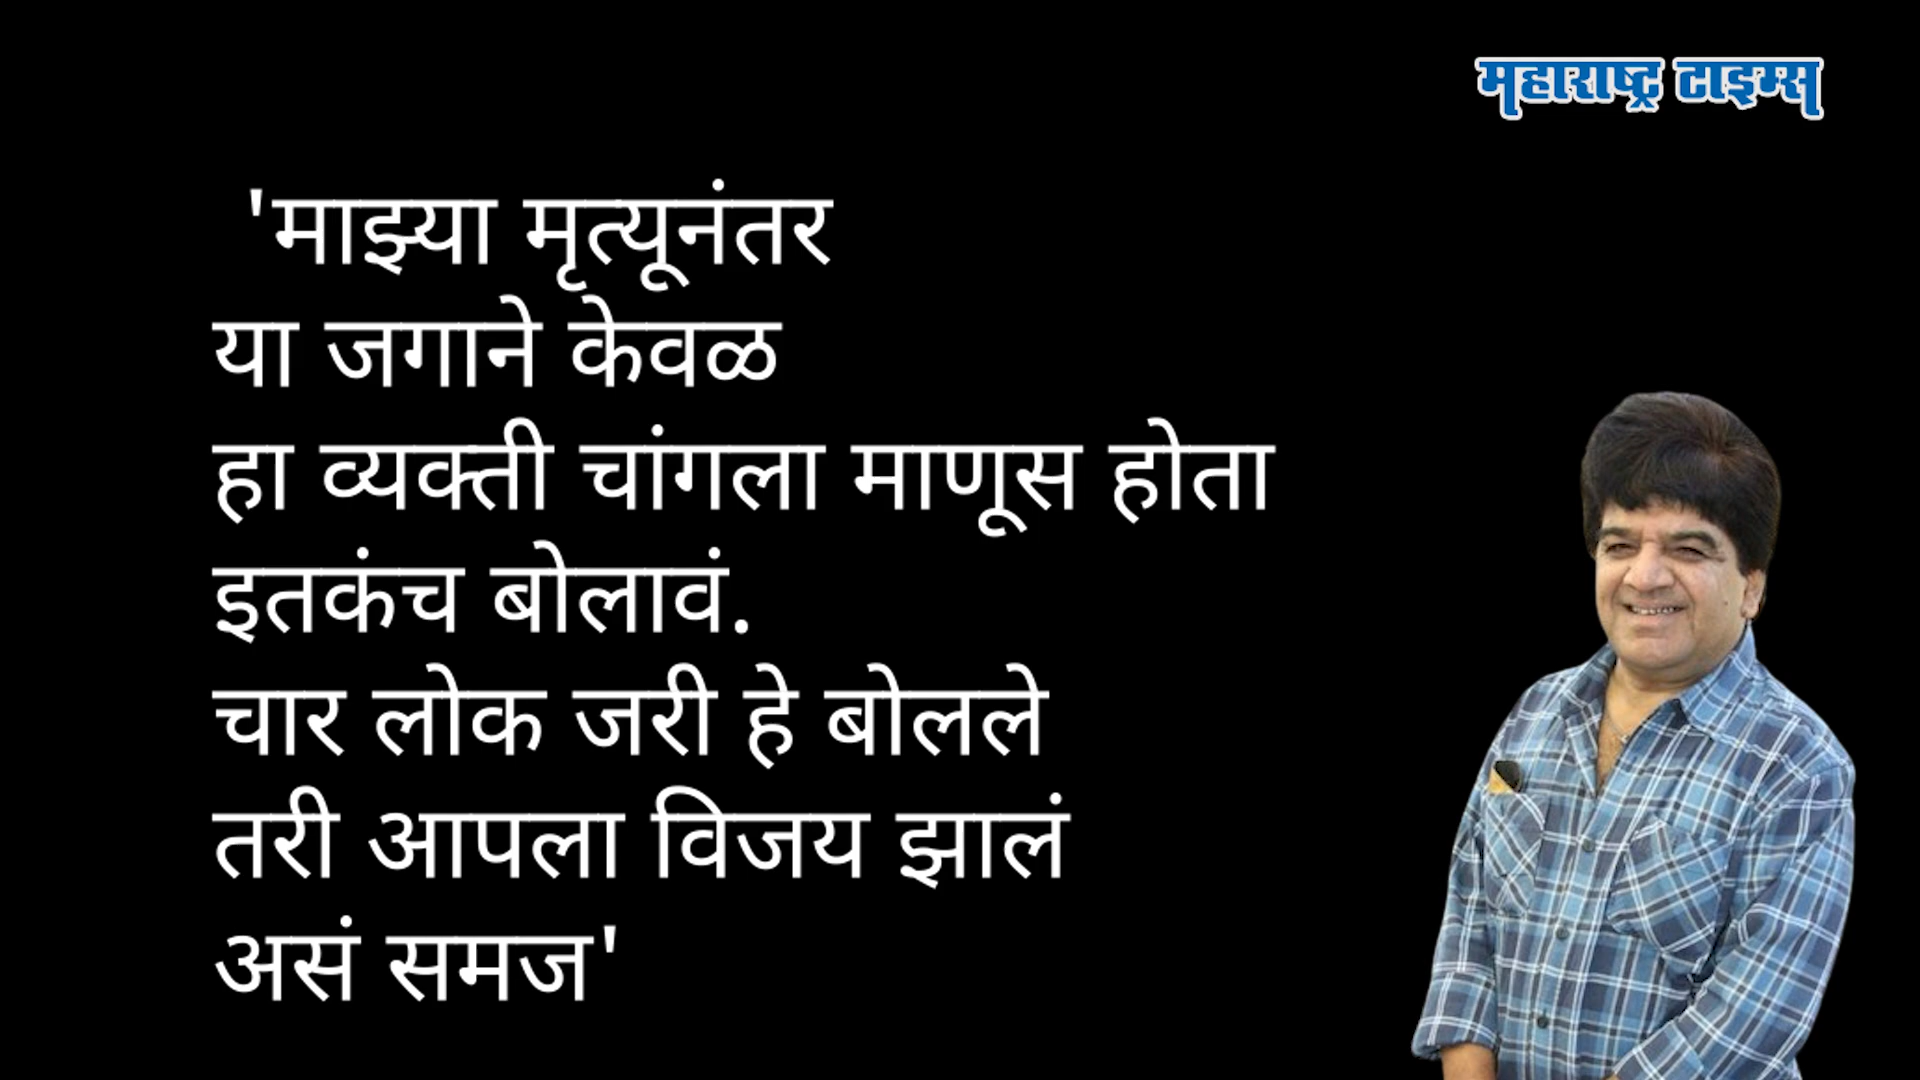 महाराष्ट्र टाइम्स
'माझ्या मृत्यूनंतर
या जगाने केवळ
हा व्यक्ती चांगला माणूस होता
इतकंच बोलावं.
चार लोक जरी हे बोलले
तरी आपला विजय झालं
असं समज'